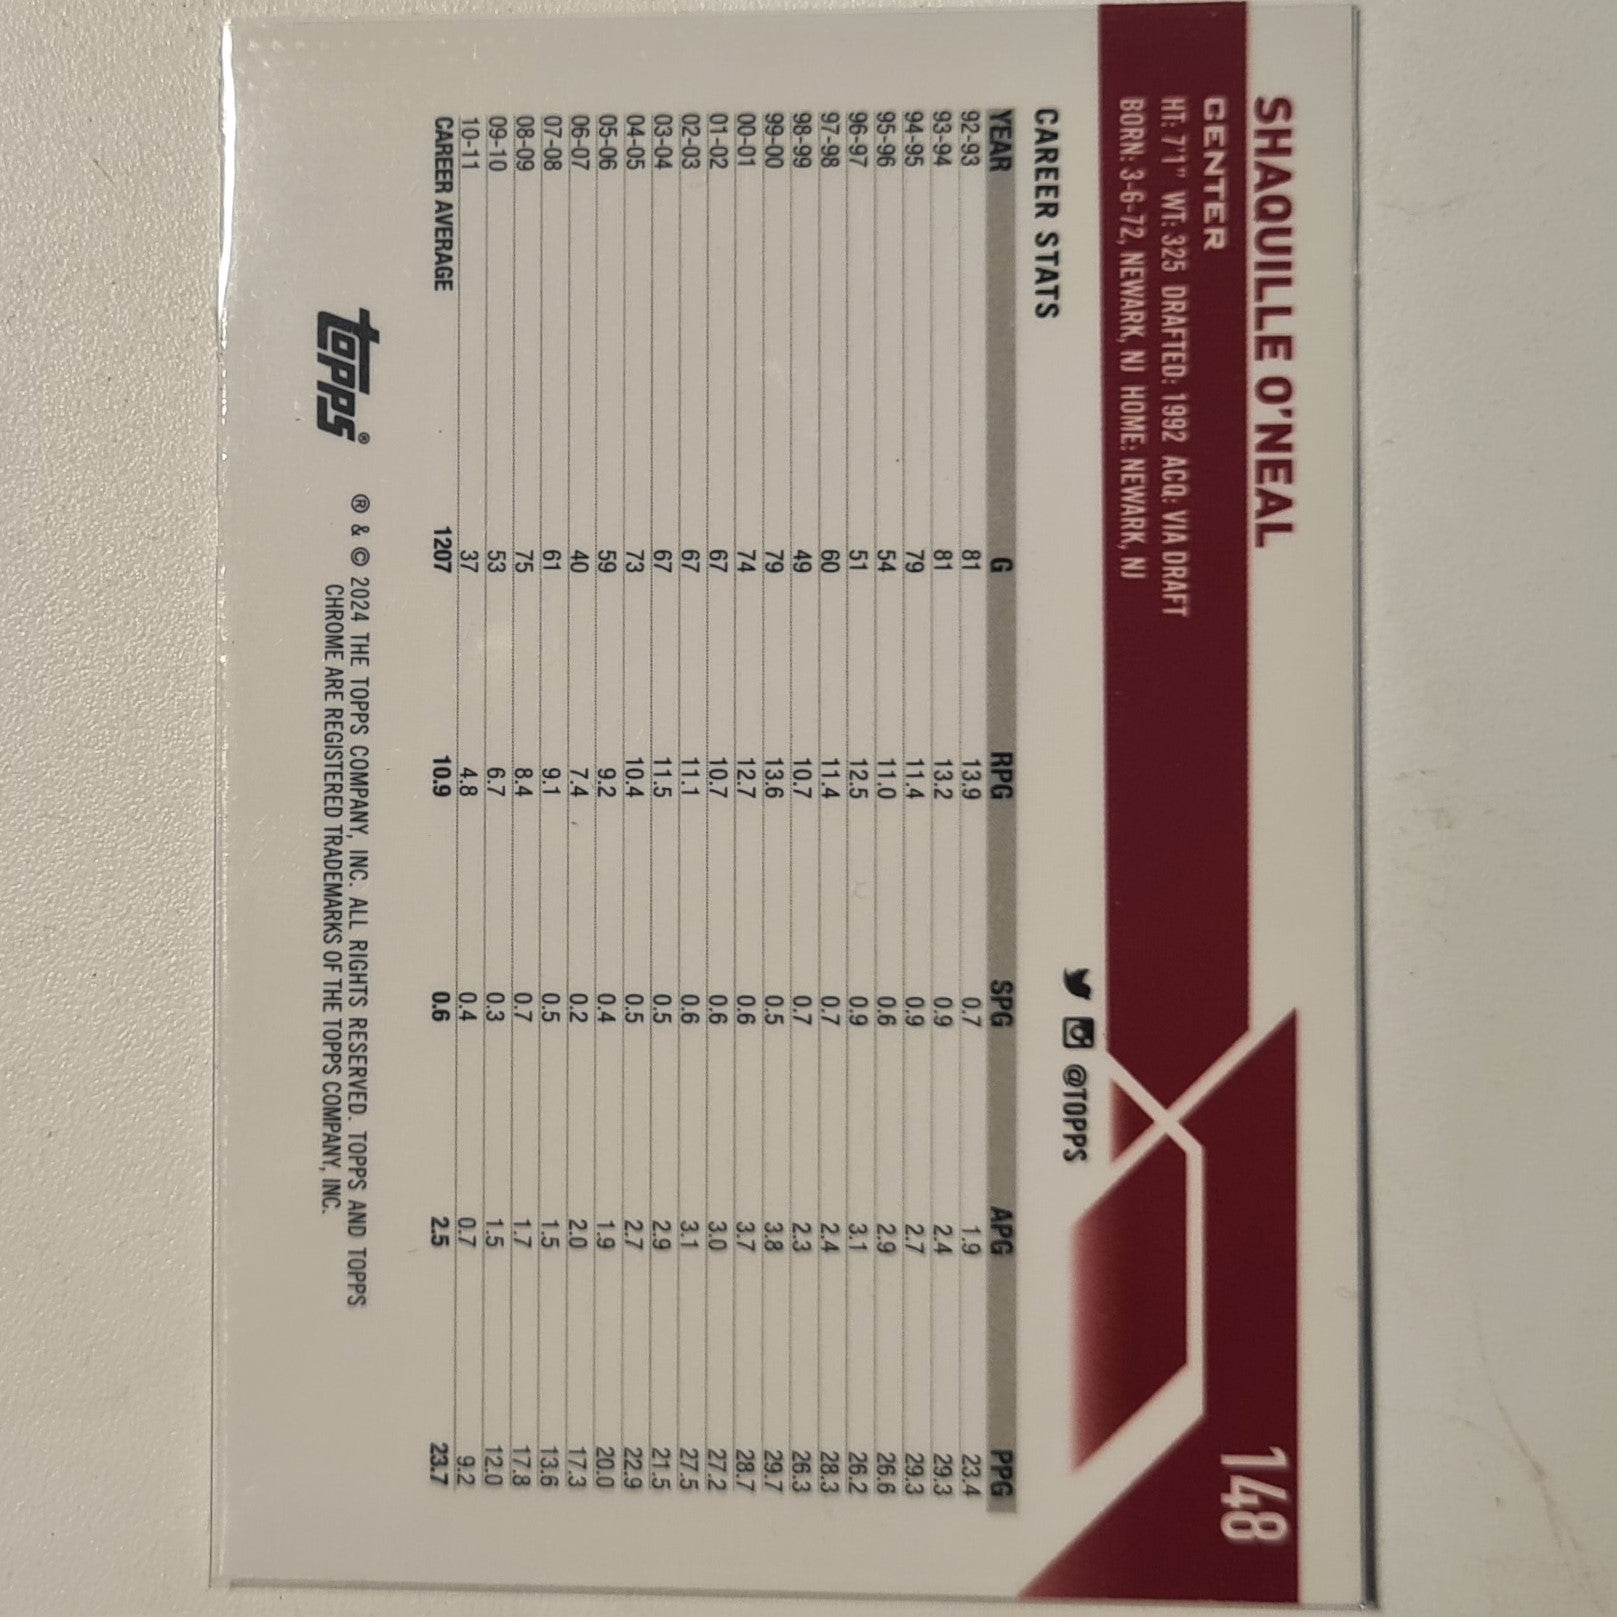 SHAQUILLE O'NEAL
148
CENTER
HT: 7'1" WT: 325 DRAFTED: 1992 ACQ: VIA DRAFT
BORN: 3-6-72, NEWARK, NJ HOME: NEWARK, NJ
@TOPPS
CAREER STATS
YEAR G RPG SPG APG PPG
92-93 81 13.9 0.7 1.9 23.4
93-94 81 13.2 0.9 2.4 29.3
94-95 79 11.4 0.9 2.7 29.3
95-96 54 11.0 0.6 2.9 26.6
96-97 51 12.5 0.9 3.1 26.2
97-98 60 11.4 0.7 2.4 28.3
98-99 49 10.7 0.7 2.3 26.3
99-00 79 13.6 0.5 3.8 29.7
00-01 74 12.7 0.6 3.7 28.7
01-02 67 10.7 0.6 3.0 27.2
02-03 67 11.1 0.6 3.1 27.5
03-04 67 11.5 0.5 2.9 21.5
04-05 73 10.4 0.5 2.7 22.9
05-06 59 9.2 0.4 1.9 20.0
06-07 40 7.4 0.2 2.0 17.3
07-08 61 9.1 0.5 1.5 13.6
08-09 75 8.4 0.7 1.7 17.8
09-10 53 6.7 0.3 1.5 12.0
10-11 37 4.8 0.4 0.7 9.2
CAREER AVERAGE 1207 10.9 0.6 2.5 23.7
topps®
® & © 2024 THE TOPPS COMPANY, INC. ALL RIGHTS RESERVED. TOPPS AND TOPPS
CHROME ARE REGISTERED TRADEMARKS OF THE TOPPS COMPANY, INC.